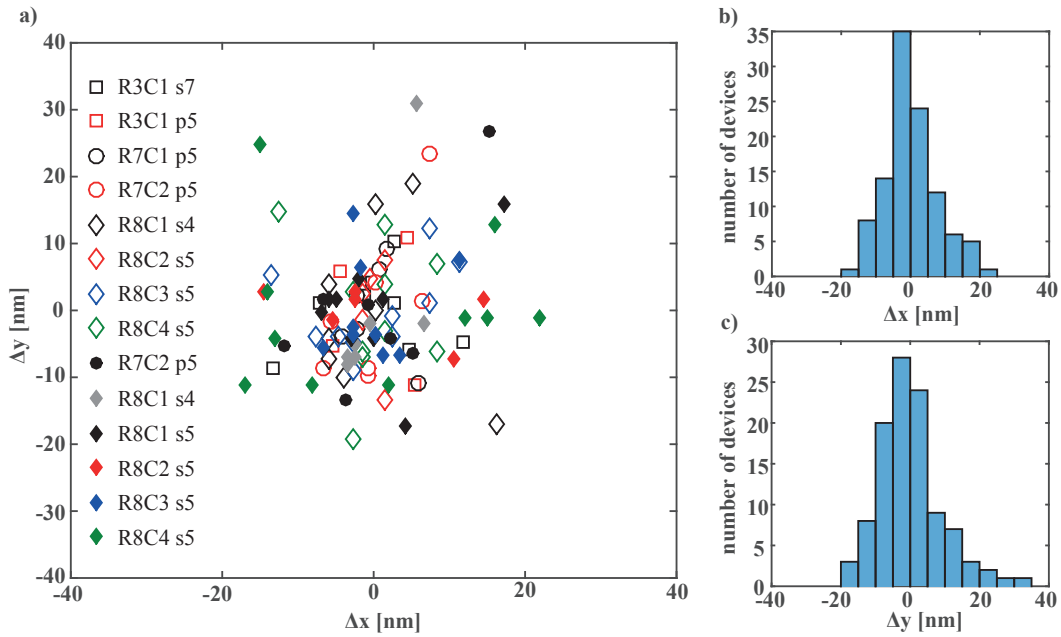 a)
Δy [nm]
40
30
20
10
0
-10
-20
-30
-40
-40
-20
0
20
40
Δx [nm]
R3C1 s7
R3C1 p5
R7C1 p5
R7C2 p5
R8C1 s4
R8C2 s5
R8C3 s5
R8C4 s5
R7C2 p5
R8C1 s4
R8C1 s5
R8C2 s5
R8C3 s5
R8C4 s5
b)
number of devices
35
30
25
20
15
10
5
0
-40
-20
0
20
40
Δx [nm]
c)
number of devices
30
25
20
15
10
5
0
-40
-20
0
20
40
Δy [nm]